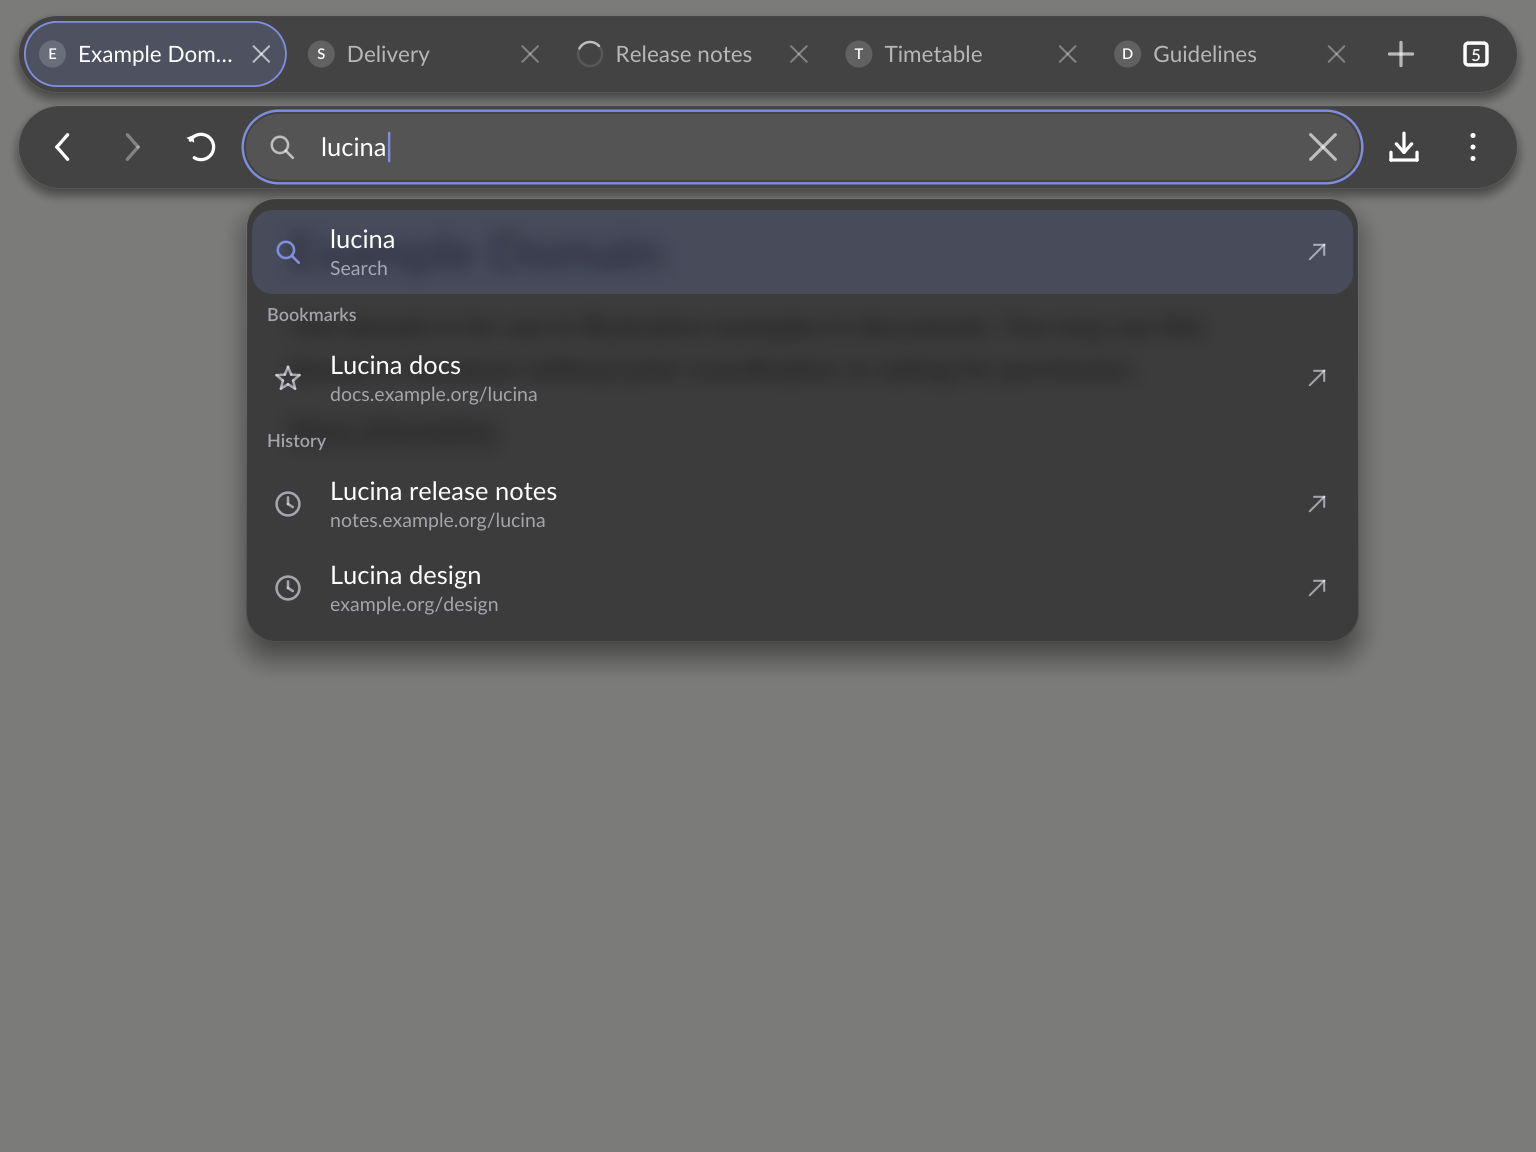 E Example Dom... S Delivery Release notes T Timetable D Guidelines 5
lucina
lucina
Search
Bookmarks
Lucina docs
docs.example.org/lucina
History
Lucina release notes
notes.example.org/lucina
Lucina design
example.org/design